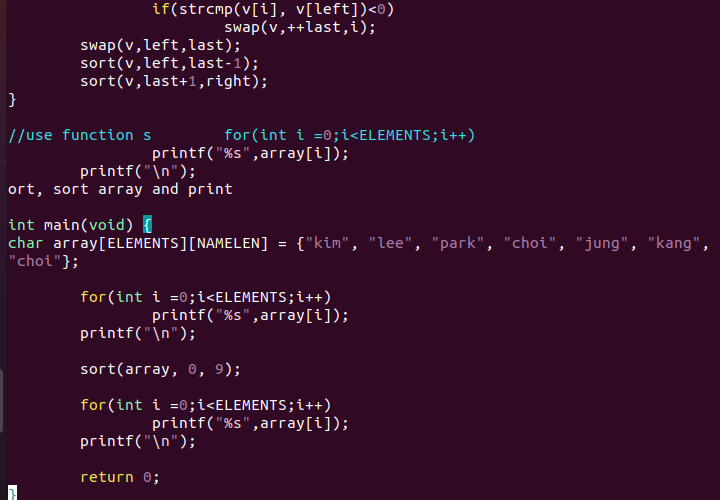 if(strcmp(v[i], v[left])<0)
swap(v,++last,i);
swap(v,left,last);
sort(v,left,last-1);
sort(v,last+1,right);
}
//use function s        for(int i =0;i<ELEMENTS;i++)
printf("%s",array[i]);
printf("\n");
ort, sort array and print
int main(void) {
char array[ELEMENTS][NAMELEN] = {"kim", "lee", "park", "choi", "jung", "kang",
"choi"};
for(int i =0;i<ELEMENTS;i++)
printf("%s",array[i]);
printf("\n");
sort(array, 0, 9);
for(int i =0;i<ELEMENTS;i++)
printf("%s",array[i]);
printf("\n");
return 0;
}